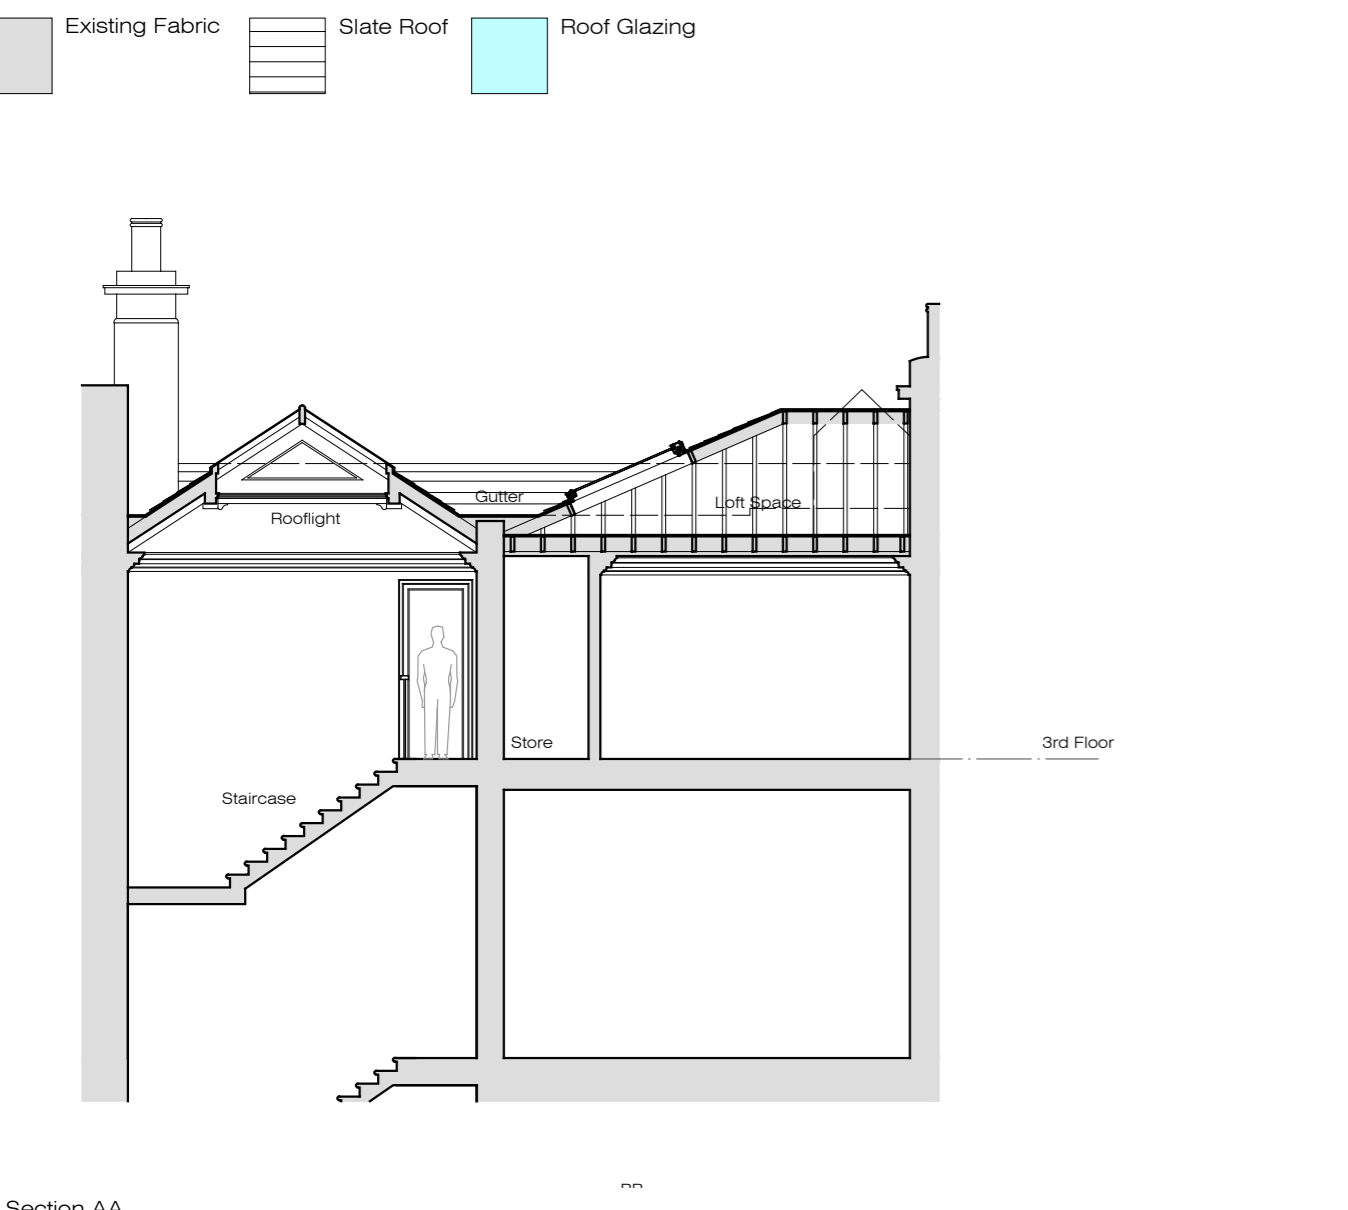 Existing Fabric
Slate Roof
Roof Glazing
Gutter
Loft Space
Rooflight
Store
3rd Floor
Staircase
Section AA